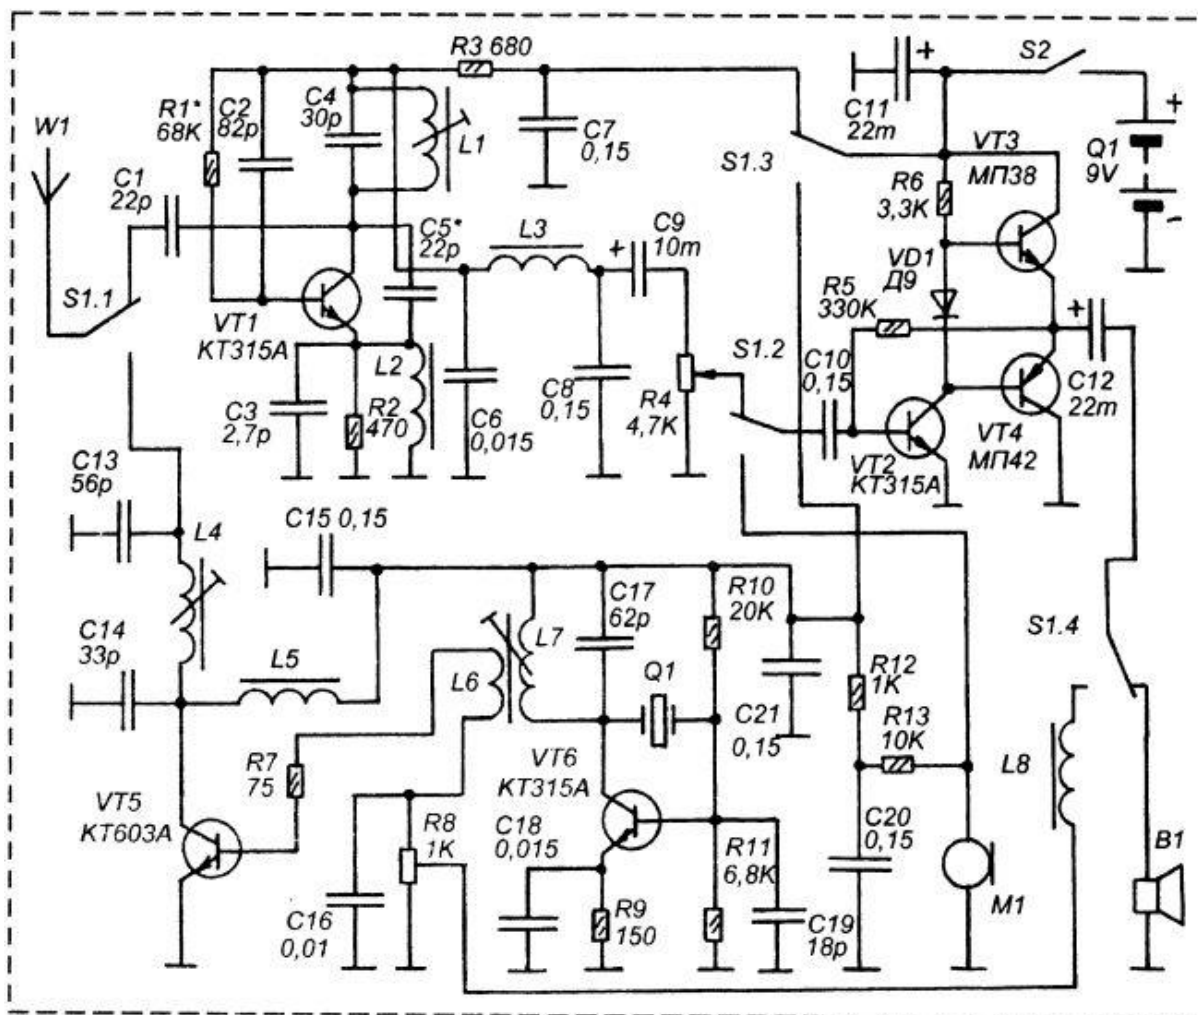 R3 680
S2
R1*
68K
C2
82p
C4
30p
L1
C7
0,15
C11
22m
+
W1
C1
22p
S1.3
VT3
МП38
Q1
9V
+
-
R6
3,3K
C5*
22p
L3
+
C9
10m
VD1
Д9
S1.1
VT1
KT315A
R5
330K
+
S1.2
C10
0,15
C12
22m
L2
C3
2,7p
R2
470
C6
0,015
C8
0,15
R4
4,7K
VT4
МП42
VT2
KT315A
C13
56p
L4
C15 0,15
C17
62p
R10
20K
S1.4
C14
33p
L5
L6
L7
Q1
R12
1K
R13
10K
C21
0,15
L8
R7
75
VT6
KT315A
VT5
KT603A
R8
1K
C18
0,015
R11
6,8K
C20
0,15
B1
M1
C16
0,01
R9
150
C19
18p